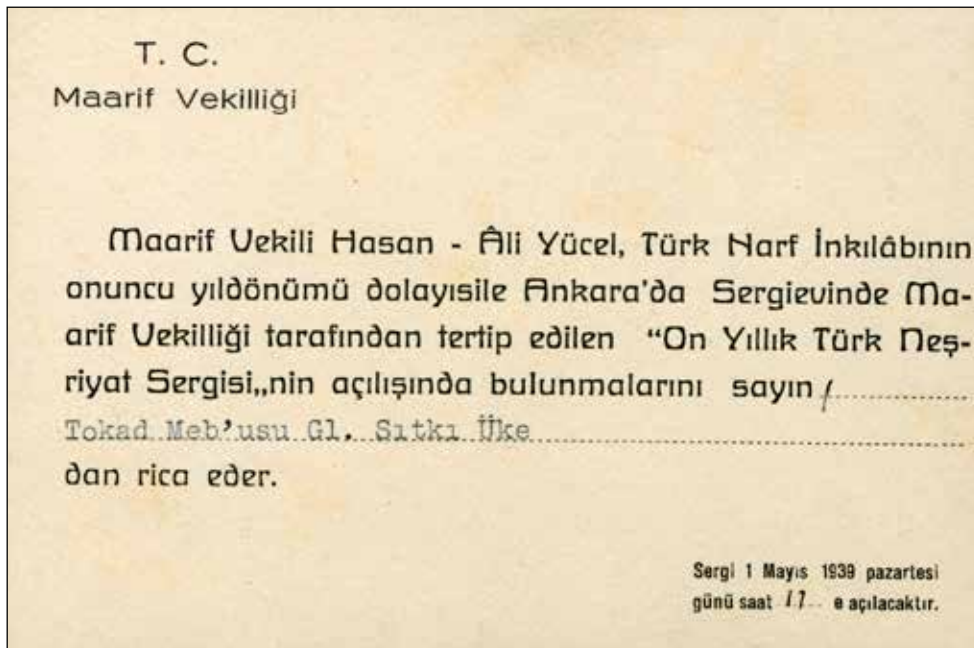 T. C.
Maarif Vekilliği
Maarif Vekili Hasan - Âli Yücel, Türk Harf İnkılâbının
onuncu yıldönümü dolayısile Ankara'da Sergievinde Ma-
arif Vekilliği tarafından tertip edilen “On Yıllık Türk Neş-
riyat Sergisi„nin açılışında bulunmalarını sayın
Tokad Meb'usu Gl. Sıtkı Üke
dan rica eder.
Sergi 1 Mayıs 1939 pazartesi
günü saat e açılacaktır.